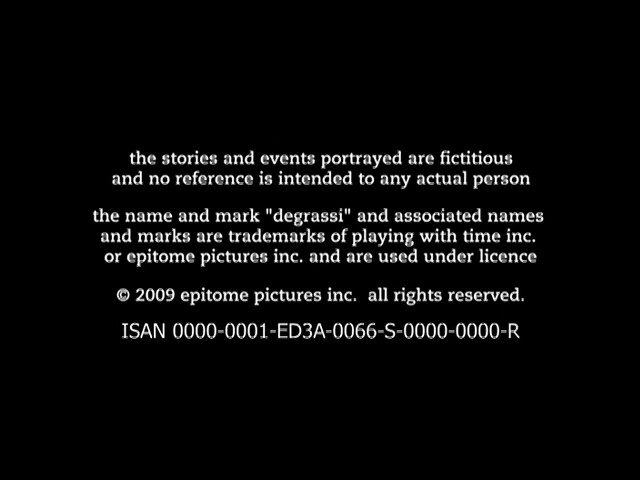 the stories and events portrayed are fictitious
and no reference is intended to any actual person
the name and mark "degrassi" and associated names
and marks are trademarks of playing with time inc.
or epitome pictures inc. and are used under licence
© 2009 epitome pictures inc.  all rights reserved.
ISAN 0000-0001-ED3A-0066-S-0000-0000-R